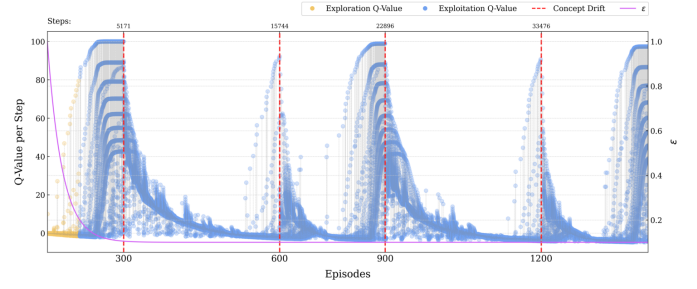 Exploration Q-Value Exploitation Q-Value Concept Drift ε
Steps: 5171 15744 22896 33476
100 1.0
80 0.8
60 0.6
40 0.4
20 0.2
0
Q-Value per Step
ε
300 600 900 1200
Episodes